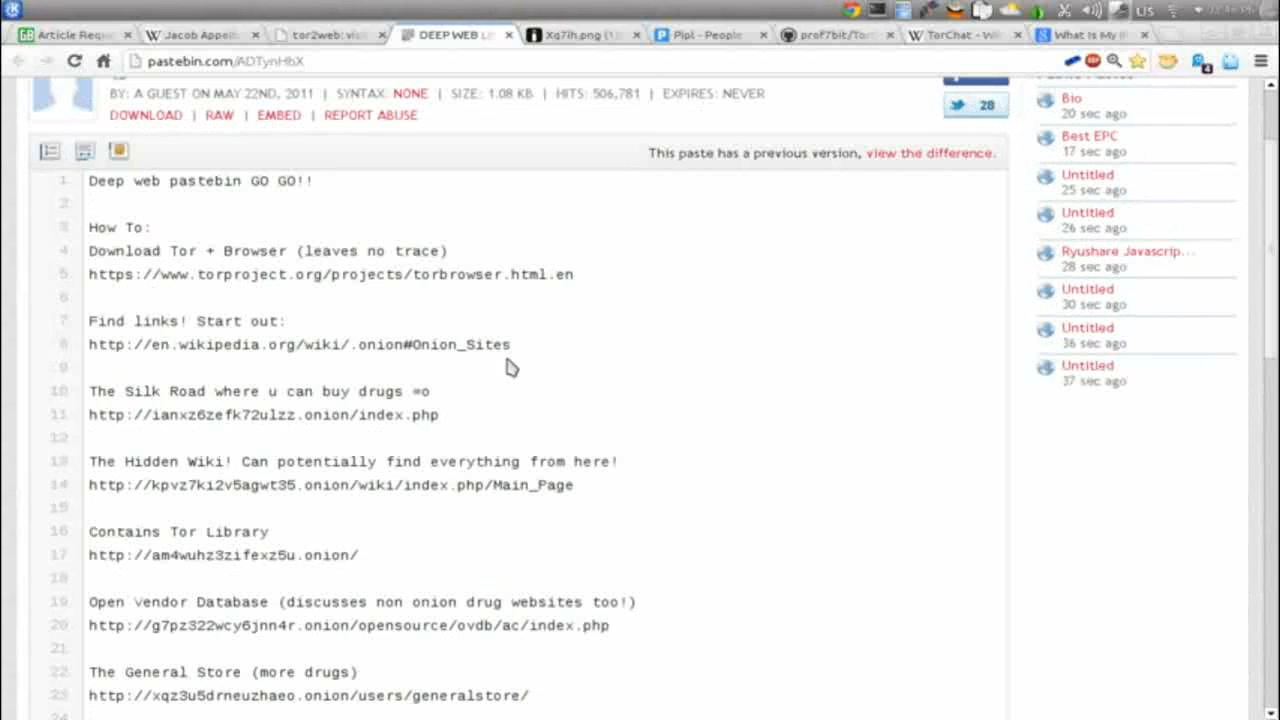 US
Article Requ
Jacob Appelb
tor2web: vis
DEEP WEB LI
Xq7ih.png (1
Pipl - People
prof7bit/Tor
TorChat - Wi
What Is My I
pastebin.com/ADTynHbX
BY: A GUEST ON MAY 22ND, 2011 | SYNTAX: NONE | SIZE: 1.08 KB | HITS: 506,781 | EXPIRES: NEVER
DOWNLOAD | RAW | EMBED | REPORT ABUSE
28
This paste has a previous version, view the difference.
1. Deep web pastebin GO GO!!
2.
3. How To:
4. Download Tor + Browser (leaves no trace)
5. https://www.torproject.org/projects/torbrowser.html.en
6.
7. Find links! Start out:
8. http://en.wikipedia.org/wiki/.onion#Onion_Sites
9.
10. The Silk Road where u can buy drugs =o
11. http://ianxz6zefk72ulzz.onion/index.php
12.
13. The Hidden Wiki! Can potentially find everything from here!
14. http://kpvz7ki2v5agwt35.onion/wiki/index.php/Main_Page
15.
16. Contains Tor Library
17. http://am4wuhz3zifexz5u.onion/
18.
19. Open Vendor Database (discusses non onion drug websites too!)
20. http://g7pz322wcy6jnn4r.onion/opensource/ovdb/ac/index.php
21.
22. The General Store (more drugs)
23. http://xqz3u5drneuzhaeo.onion/users/generalstore/
24.
Bio
20 sec ago
Best EPC
17 sec ago
Untitled
25 sec ago
Untitled
26 sec ago
Ryushare Javascrip...
28 sec ago
Untitled
30 sec ago
Untitled
36 sec ago
Untitled
37 sec ago